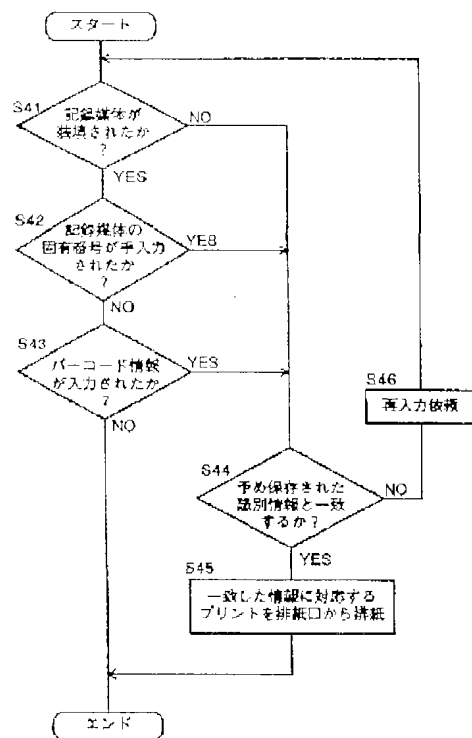 スタート
S41
記録媒体が
装填されたか
?
NO
YES
S42
記録媒体の
固有番号が手入力
されたか
?
YES
NO
S43
バーコード情報
が入力されたか
?
YES
NO
S46
再入力依頼
S44
予め保存された
識別情報と一致
するか?
NO
YES
S45
一致した情報に対応する
プリントを排紙口から排紙
エンド